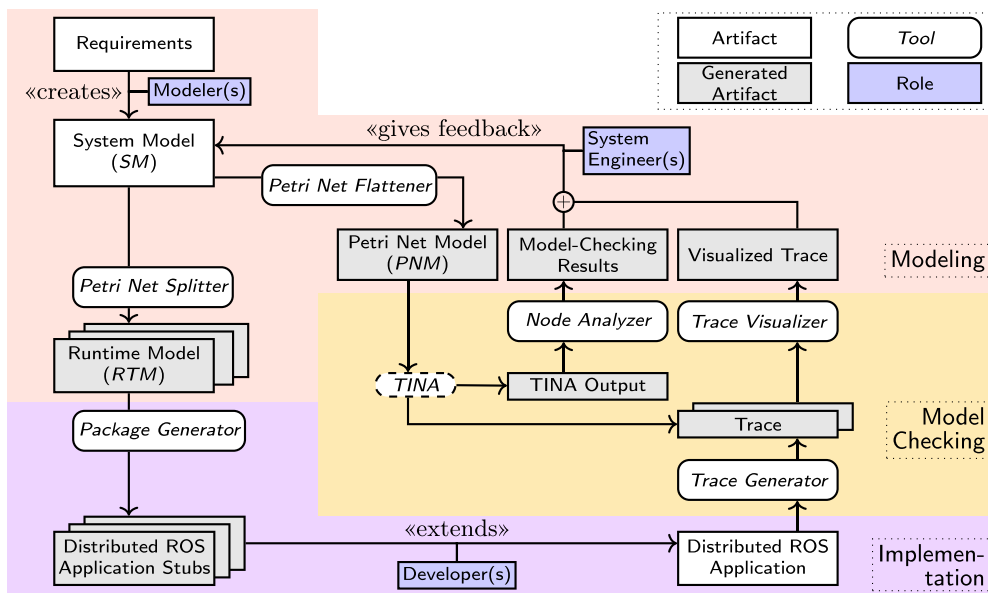 Requirements
Artifact
Tool
Generated
Artifact
Role
«creates»
Modeler(s)
System Model
(SM)
«gives feedback»
System
Engineer(s)
Petri Net Flattener
+
Petri Net Model
(PNM)
Model-Checking
Results
Visualized Trace
Modeling
Petri Net Splitter
Node Analyzer
Trace Visualizer
Runtime Model
(RTM)
TINA
TINA Output
Package Generator
Trace
Model
Checking
Trace Generator
«extends»
Distributed ROS
Application Stubs
Developer(s)
Distributed ROS
Application
Implemen-
tation